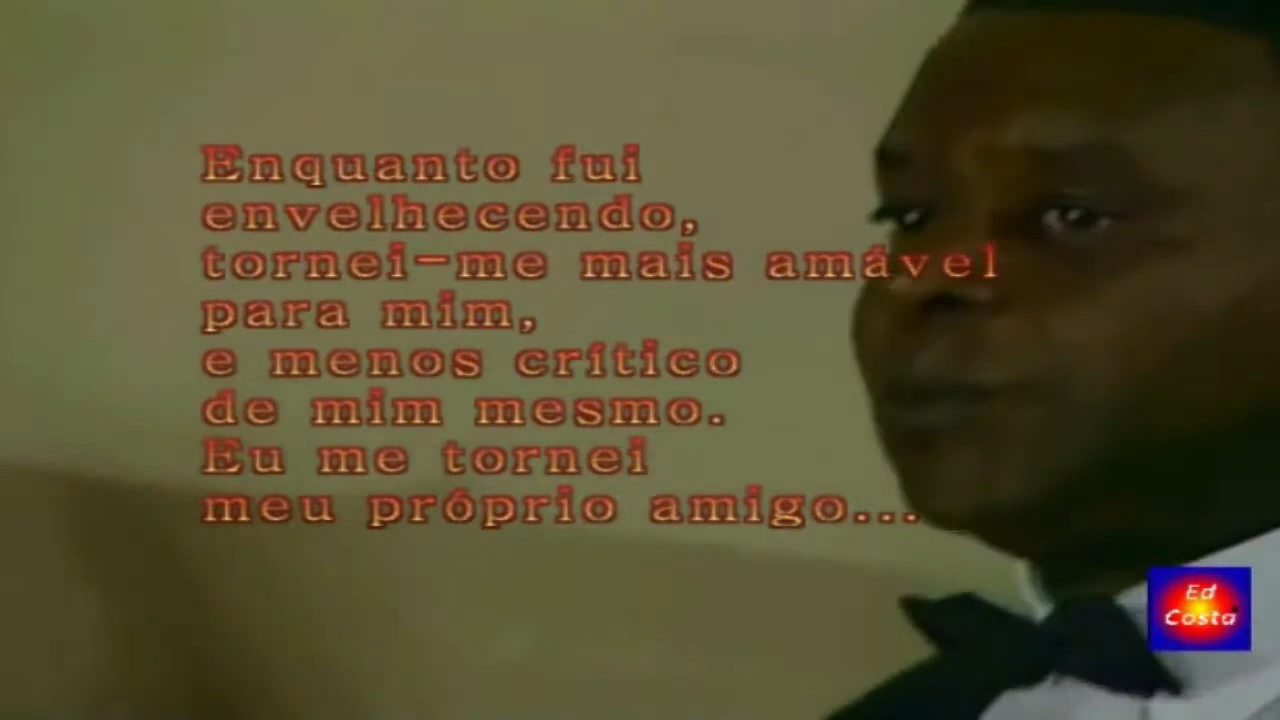 Enquanto fui
envelhecendo,
tornei-me mais amável
para mim,
e menos crítico
de mim mesmo.
Eu me tornei
meu próprio amigo...
Ed
Costa